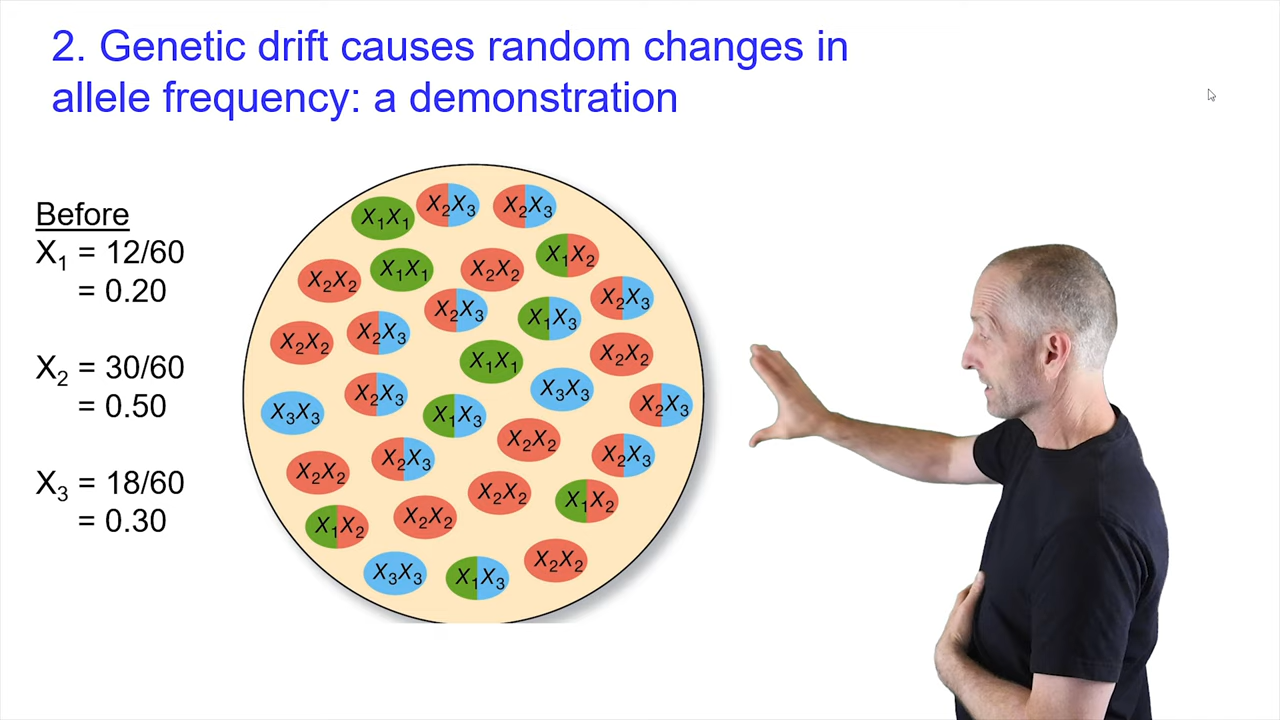 2. Genetic drift causes random changes in
allele frequency: a demonstration
Before
X₁ = 12/60
= 0.20
X₂ = 30/60
= 0.50
X₃ = 18/60
= 0.30
X₁X₁
X₂X₃
X₂X₃
X₁X₂
X₂X₂
X₁X₁
X₂X₂
X₂X₃
X₂X₃
X₁X₃
X₂X₂
X₂X₃
X₁X₁
X₂X₂
X₃X₃
X₂X₃
X₃X₃
X₂X₃
X₁X₃
X₂X₂
X₂X₃
X₂X₃
X₂X₂
X₂X₂
X₁X₂
X₁X₂
X₂X₂
X₃X₃
X₁X₃
X₂X₂